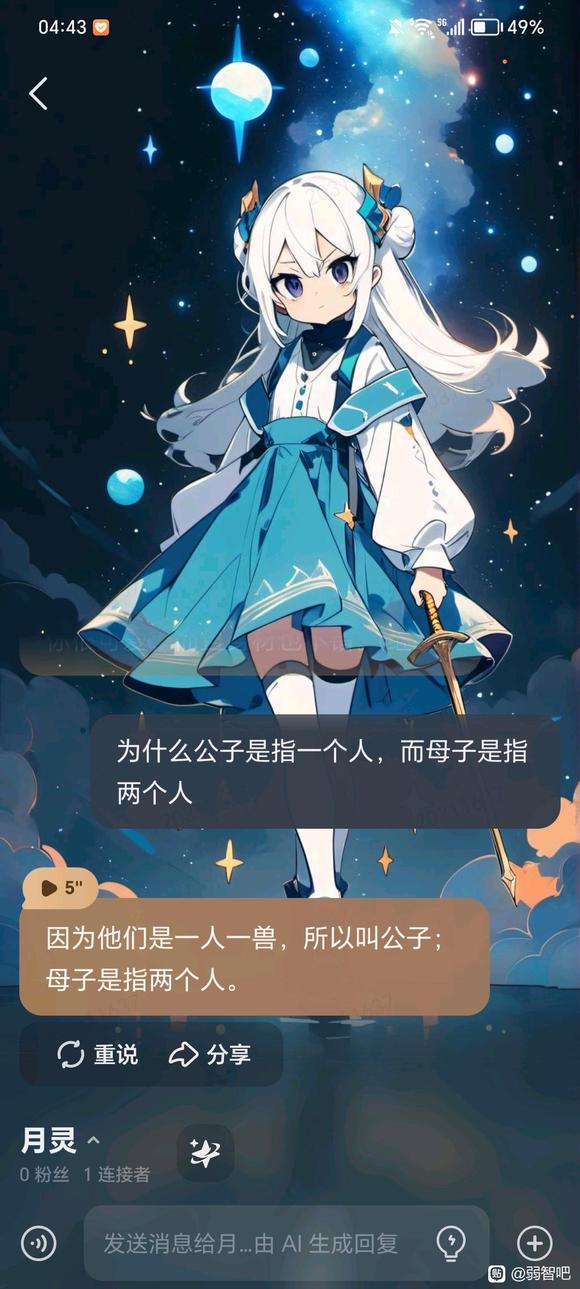 04:43
5G
49%
为什么公子是指一个人，而母子是指
两个人
5"
因为他们是一人一兽，所以叫公子；
母子是指两个人。
重说
分享
月灵
0 粉丝 1 连接者
发送消息给月...由 AI 生成回复
贴 @弱智吧